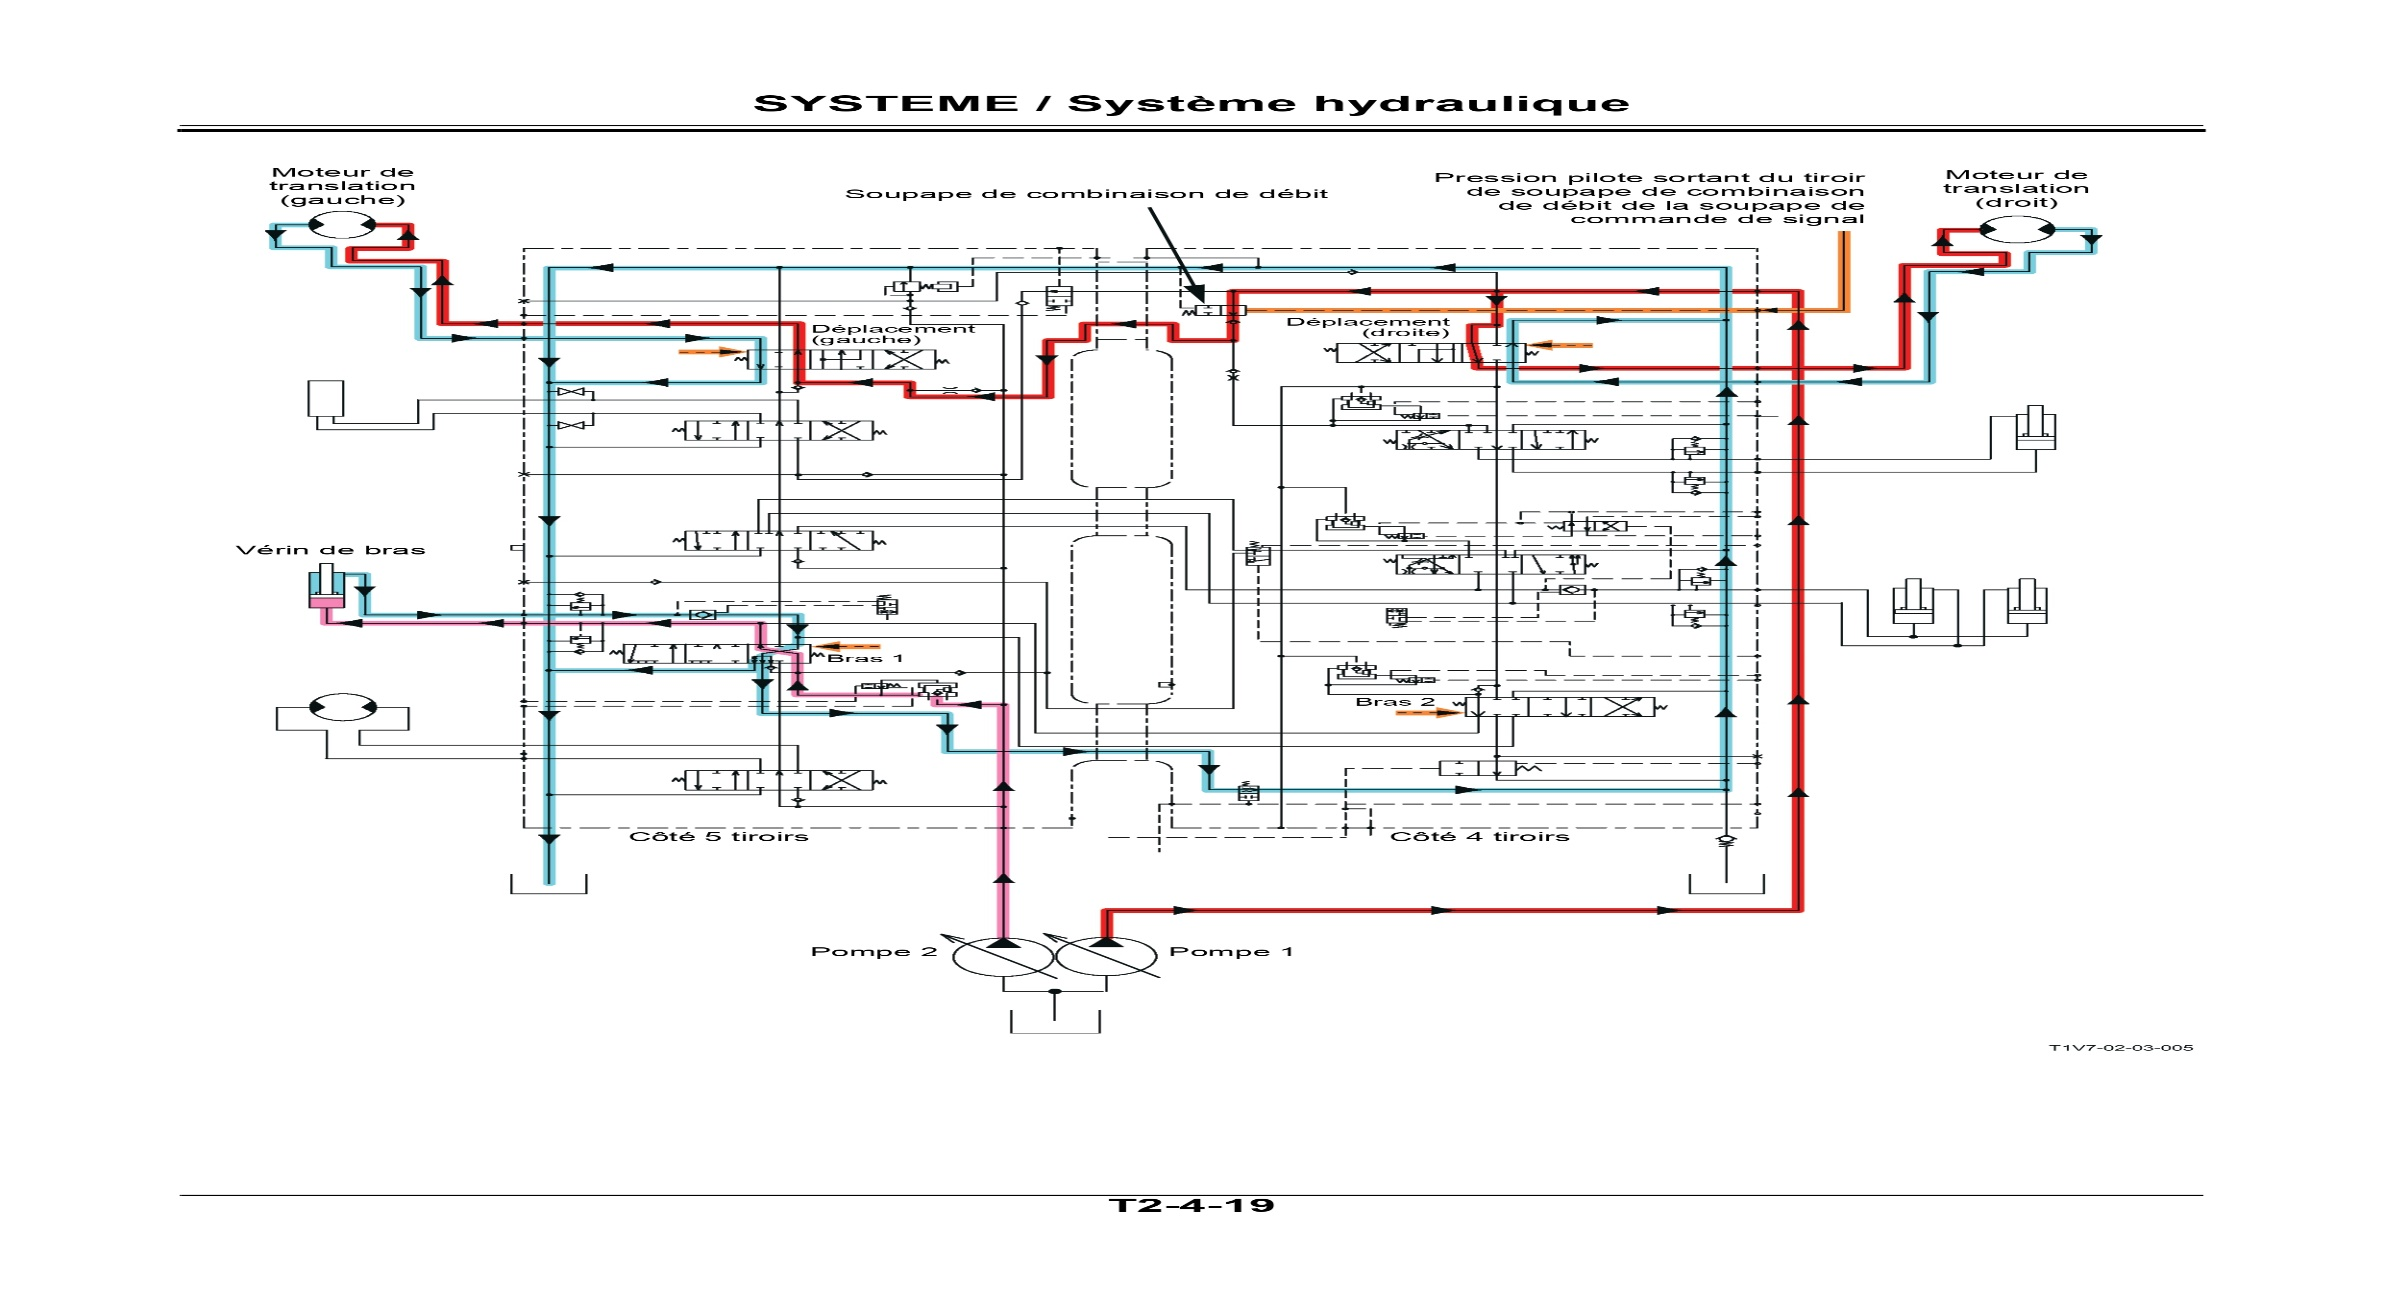 SYSTEME / Système hydraulique
Moteur de
translation
(gauche)
Soupape de combinaison de débit
Pression pilote sortant du tiroir
de soupape de combinaison
de débit de la soupape de
commande de signal
Moteur de
translation
(droit)
Déplacement
(gauche)
Déplacement
(droite)
Vérin de bras
Bras 1
Bras 2
Côté 5 tiroirs
Côté 4 tiroirs
Pompe 2
Pompe 1
T1V7-02-03-005
T2-4-19